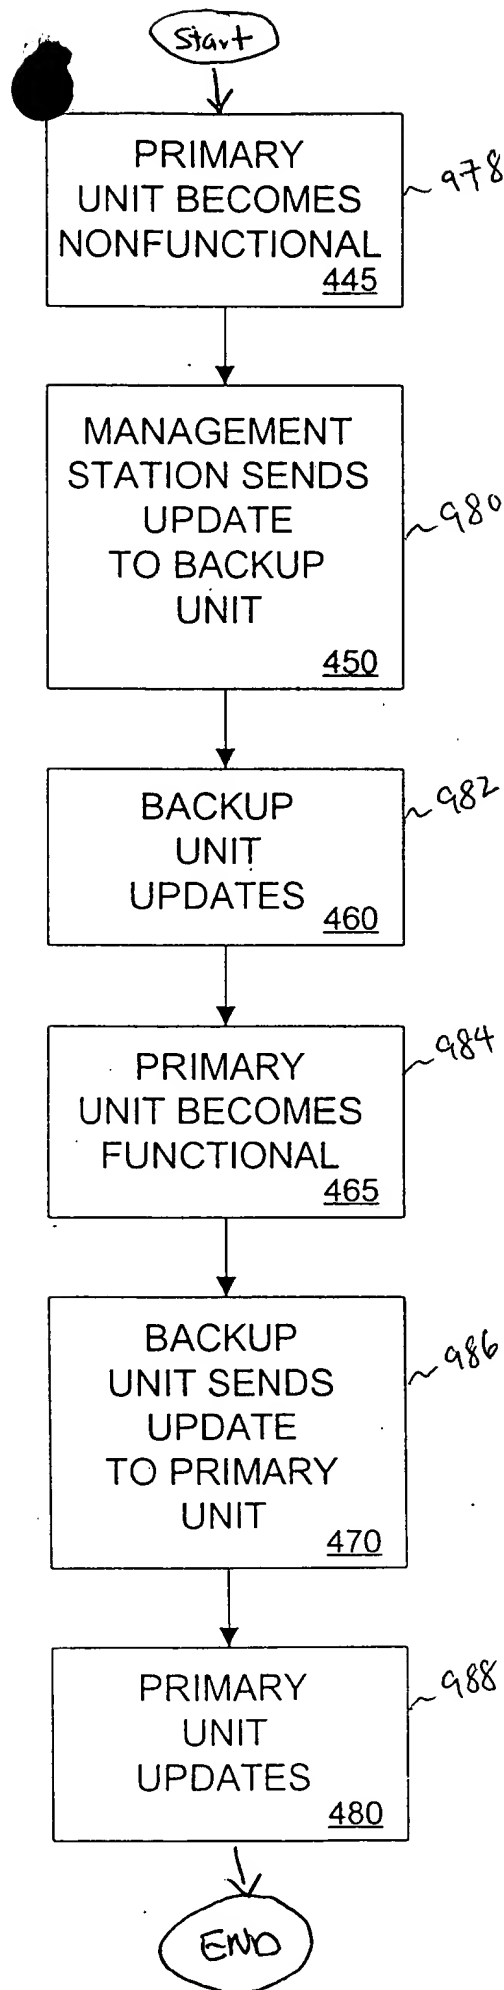 Start
PRIMARY
UNIT BECOMES
NONFUNCTIONAL
445
978
MANAGEMENT
STATION SENDS
UPDATE
TO BACKUP
UNIT
450
980
BACKUP
UNIT
UPDATES
460
982
PRIMARY
UNIT BECOMES
FUNCTIONAL
465
984
BACKUP
UNIT SENDS
UPDATE
TO PRIMARY
UNIT
470
986
PRIMARY
UNIT
UPDATES
480
988
END